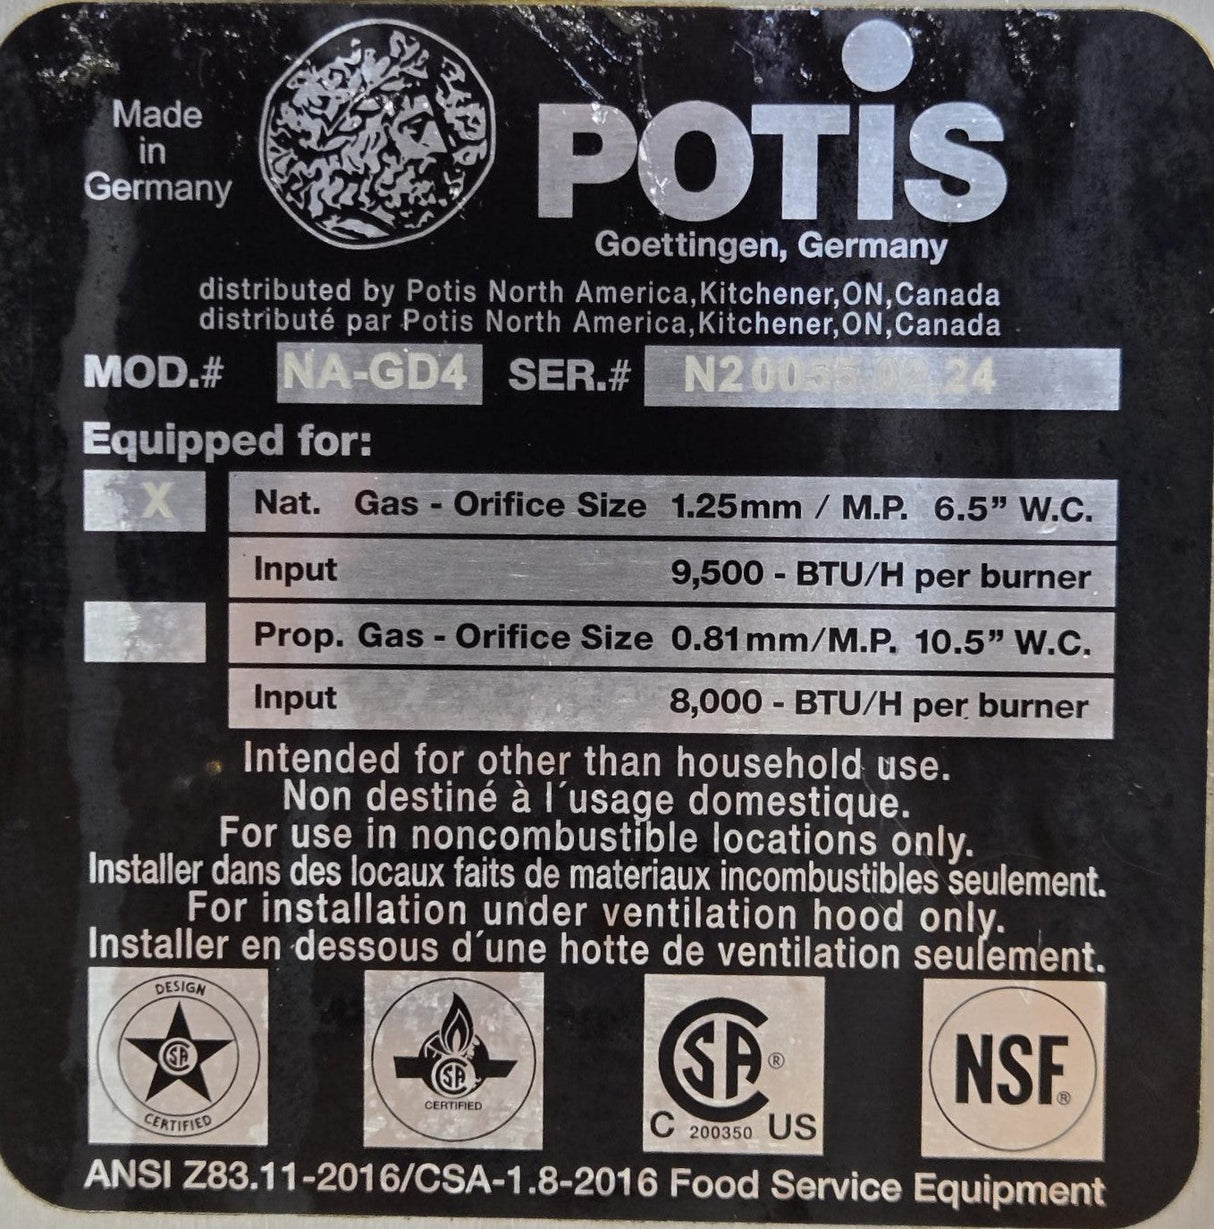 Made
in
Germany
POTiS
Goettingen, Germany
distributed by Potis North America,Kitchener,ON,Canada
distribué par Potis North America,Kitchener,ON,Canada
MOD.# NA-GD4 SER.# N2 24
Equipped for:
X Nat. Gas - Orifice Size 1.25mm / M.P. 6.5” W.C.
Input 9,500 - BTU/H per burner
Prop. Gas - Orifice Size 0.81mm/M.P. 10.5” W.C.
Input 8,000 - BTU/H per burner
Intended for other than household use.
Non destiné à l´usage domestique.
For use in noncombustible locations only.
Installer dans des locaux faits de materiaux incombustibles seulement.
For installation under ventilation hood only.
Installer en dessous d´une hotte de ventilation seulement.
DESIGN
SA
CERTIFIED
SA
CERTIFIED
SA®
C 200350 US
NSF®
ANSI Z83.11-2016/CSA-1.8-2016 Food Service Equipment